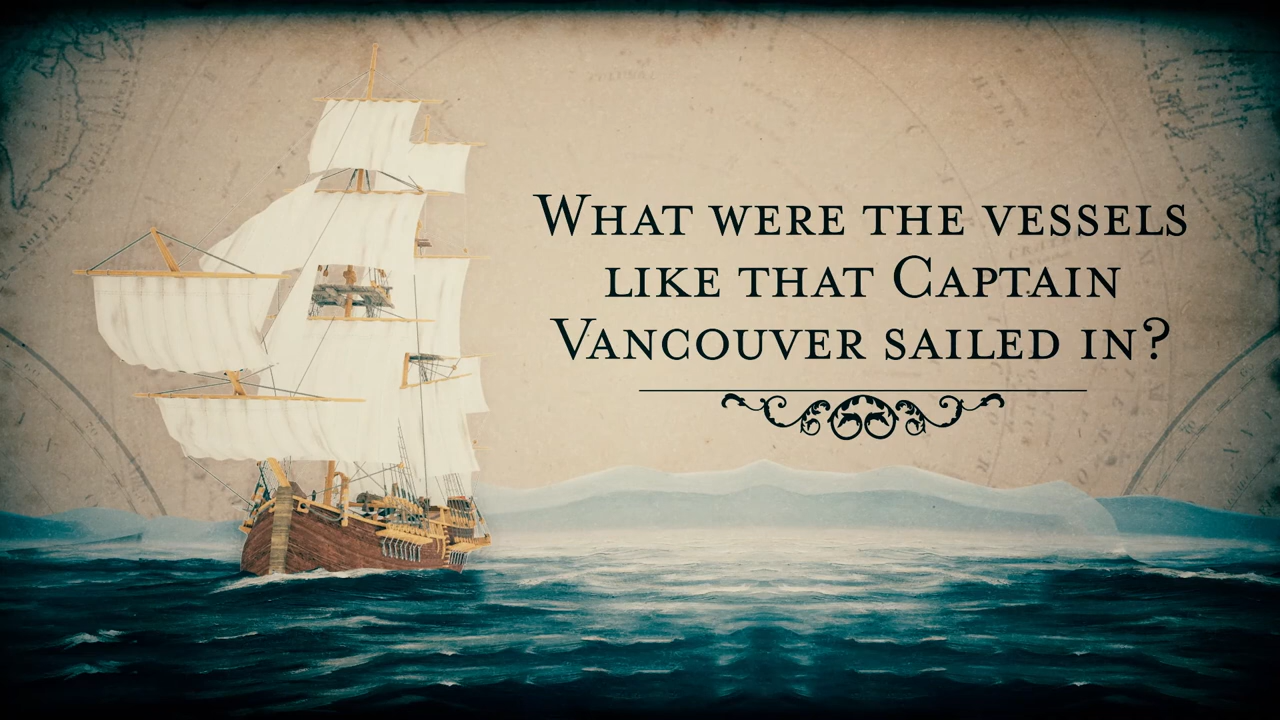 What were the vessels
like that Captain
Vancouver sailed in?